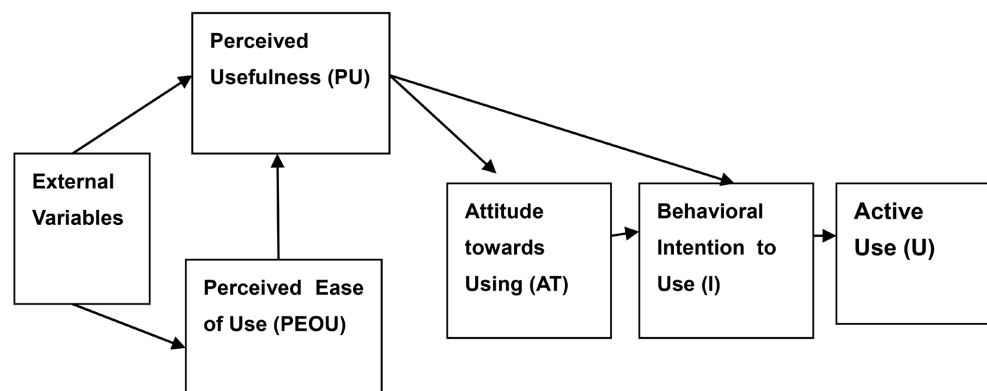 Perceived
Usefulness (PU)
External
Variables
Perceived Ease
of Use (PEOU)
Attitude
towards
Using (AT)
Behavioral
Intention to
Use (I)
Active
Use (U)